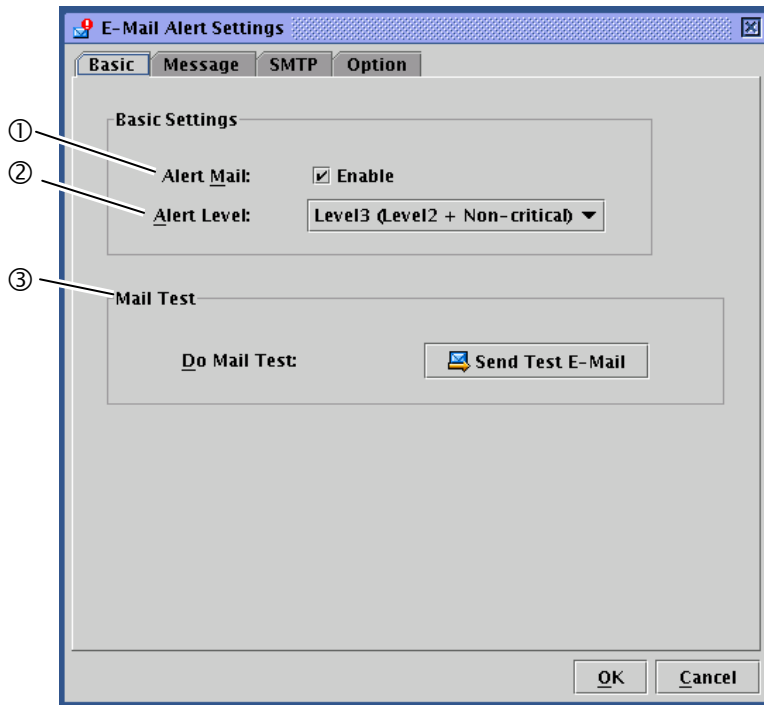 E-Mail Alert Settings
Basic Message SMTP Option
Basic Settings
① Alert Mail: Enable
② Alert Level: Level3 (Level2 + Non-critical)
③ Mail Test
Do Mail Test: Send Test E-Mail
OK Cancel